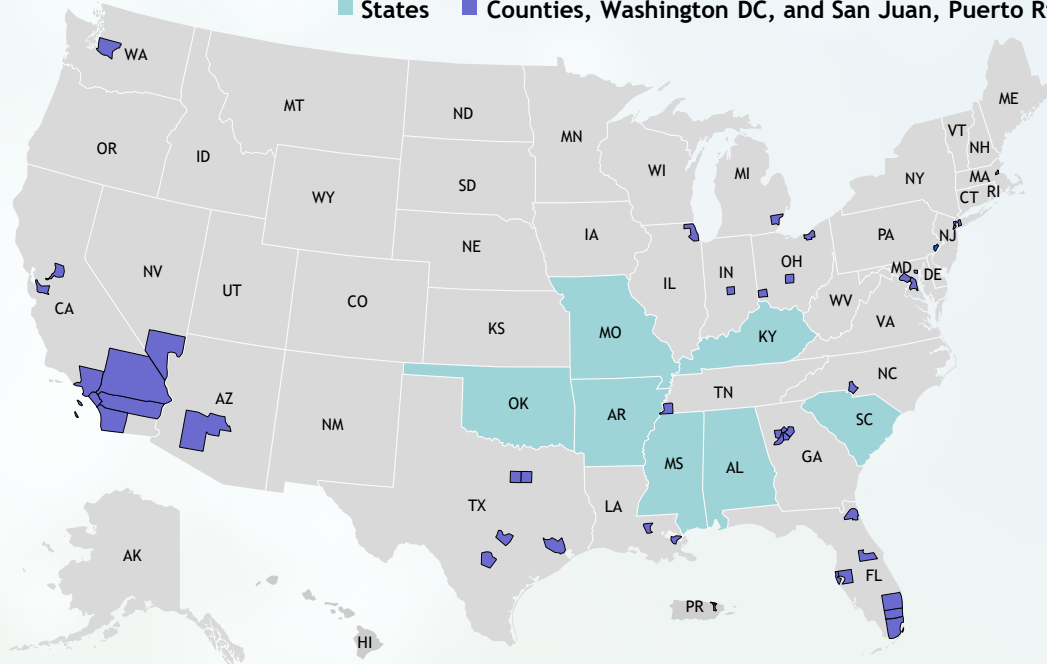 States
Counties, Washington DC, and San Juan, Puerto
WA
MT
ND
MN
ME
VT
NH
OR
ID
WI
MI
NY
MA
CT
RI
SD
WY
NE
IA
PA
NJ
NV
UT
CO
IL
IN
OH
MD
DE
CA
KS
MO
WV
VA
KY
AZ
NM
OK
AR
TN
NC
SC
MS
AL
GA
TX
LA
AK
FL
PR
HI